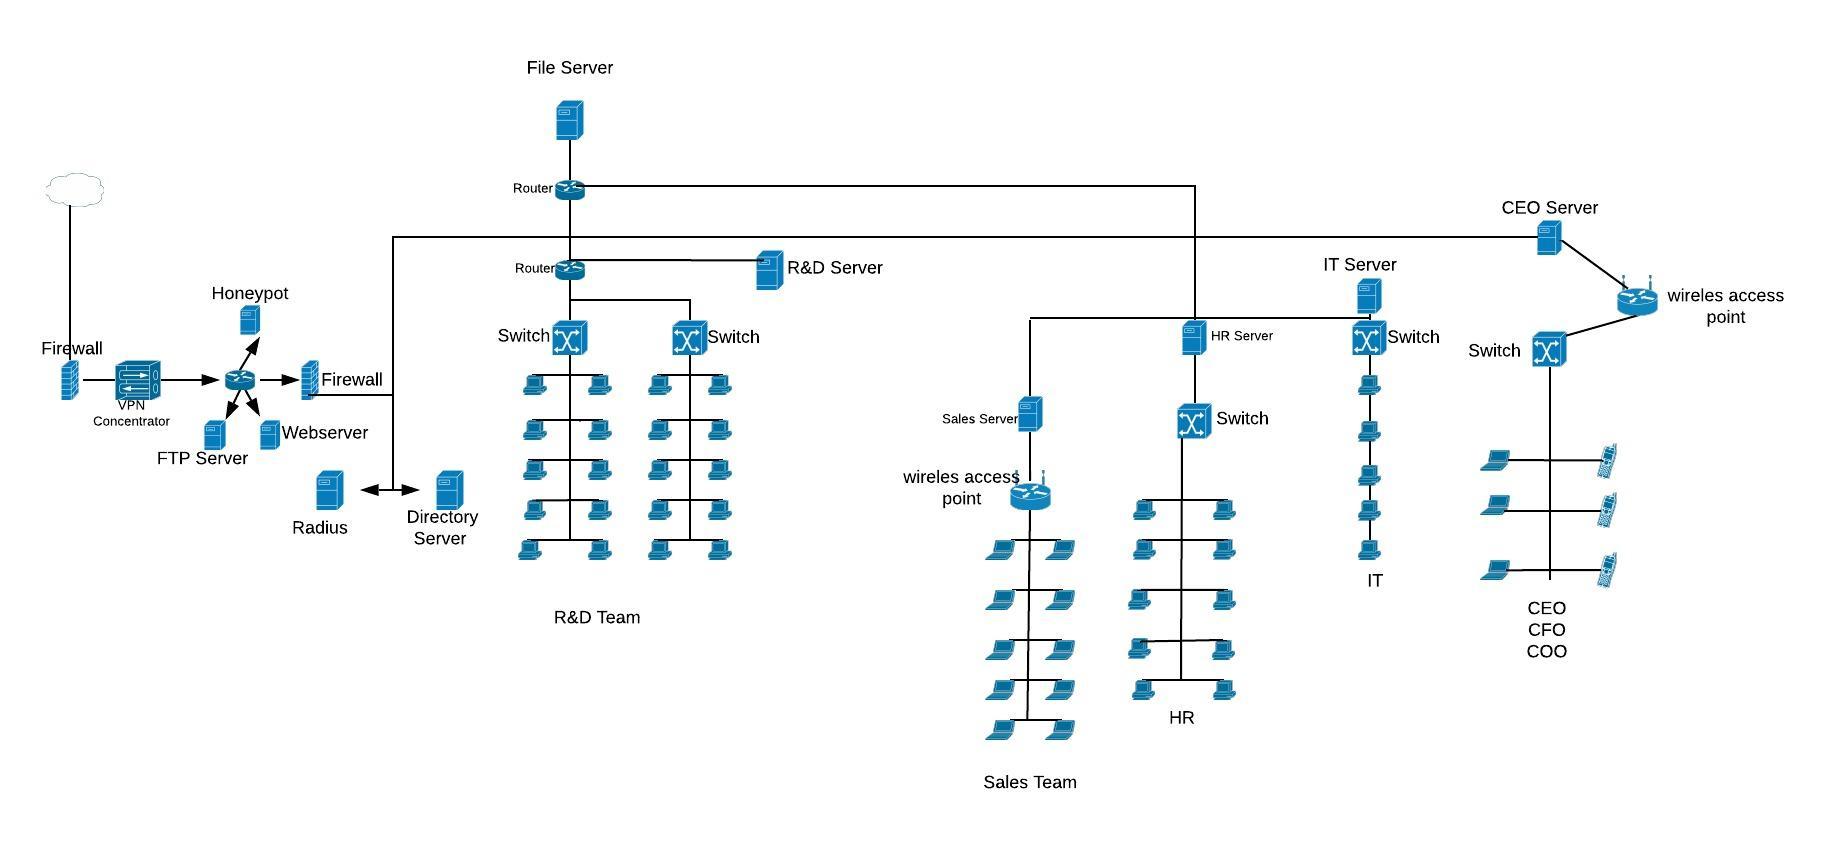 File Server
Router
CEO Server
Router
R&D Server
IT Server
Honeypot
wireles access
point
Switch
Switch
HR Server
Switch
Switch
Firewall
Firewall
VPN
Concentrator
Sales Server
Switch
Webserver
FTP Server
wireles access
point
Radius
Directory
Server
IT
R&D Team
CEO
CFO
COO
HR
Sales Team